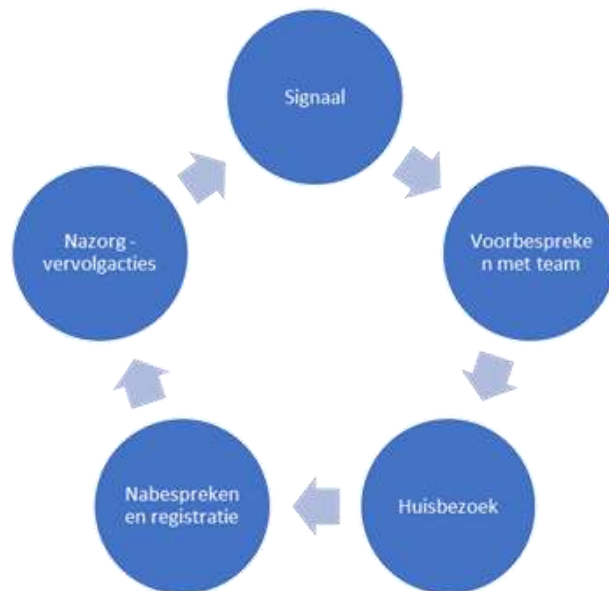 Signaal
Voorbespreke
n met team
Huisbezoek
Nabespreken
en registratie
Nazorg -
vervolgacties